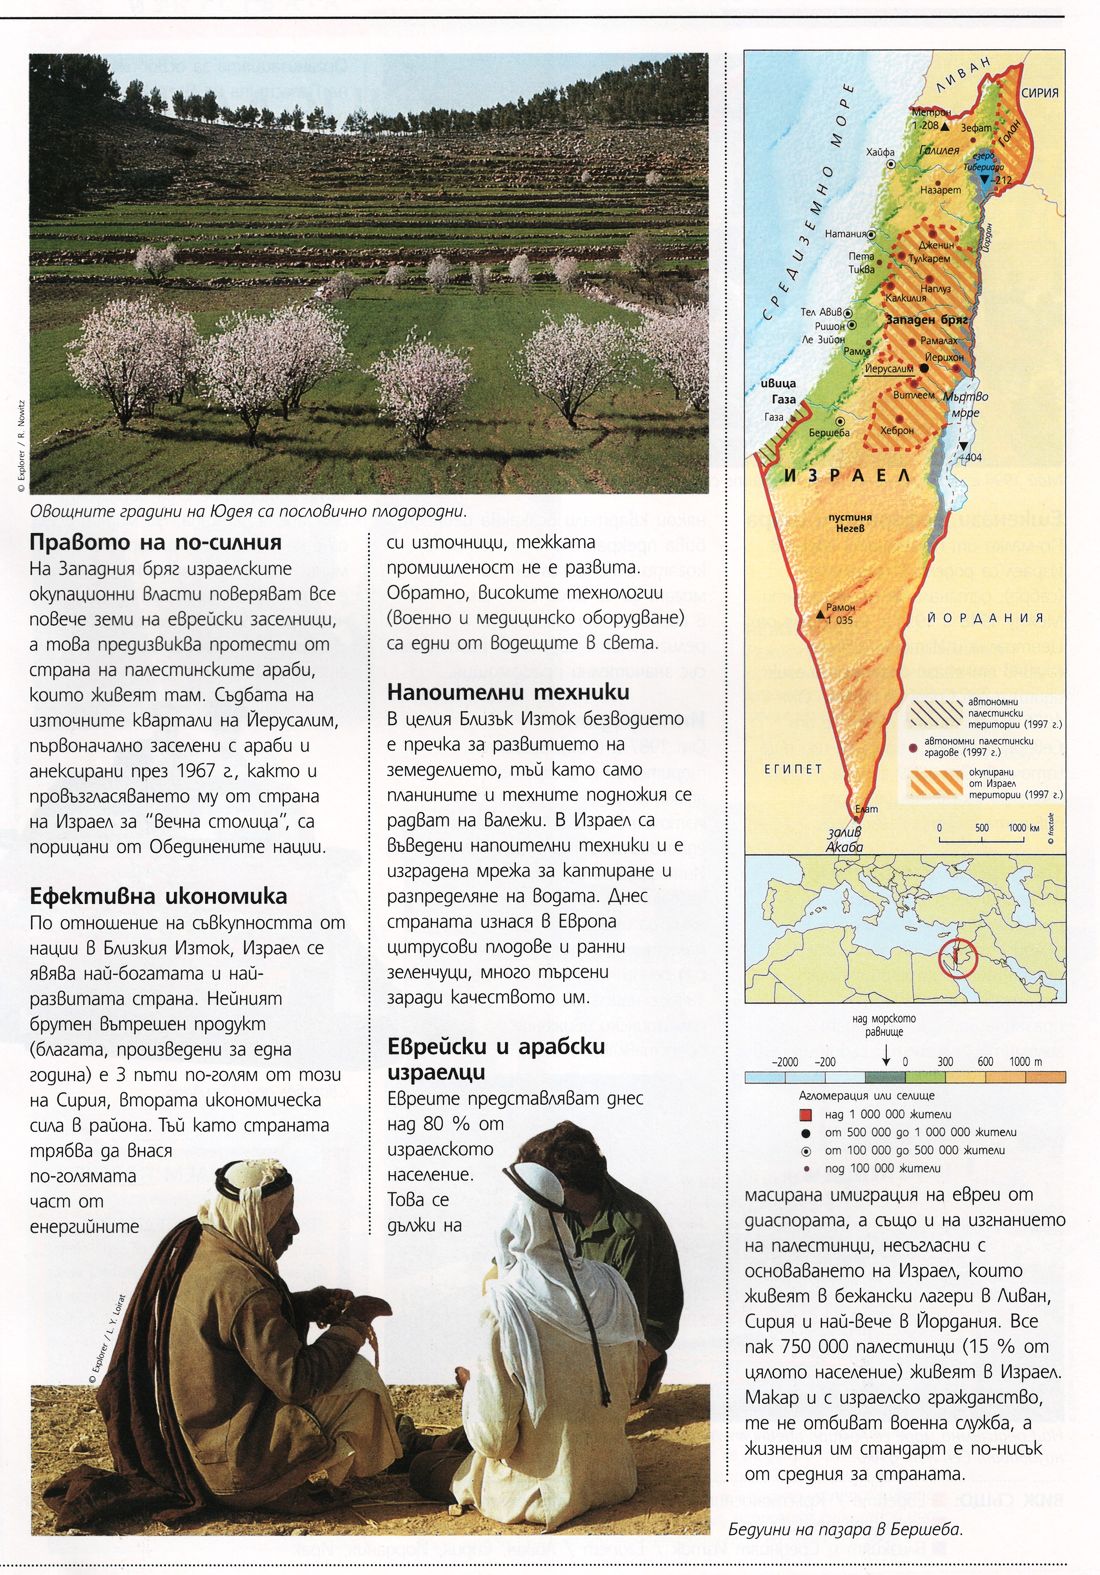 © Explorer / R. Nowitz
Овощните градини на Юдея са пословично плодородни.
Правото на по-силния
На Западния бряг израелските
окупационни власти поверяват все
повече земи на еврейски заселници,
а това предизвиква протести от
страна на палестинските араби,
които живеят там. Съдбата на
източните квартали на Йерусалим,
първоначално заселени с араби и
анексирани през 1967 г., както и
провъзгласяването му от страна
на Израел за “вечна столица”, са
порицани от Обединените нации.
Ефективна икономика
По отношение на съвкупността от
нации в Близкия Изток, Израел се
явява най-богатата и най-
развитата страна. Нейният
брутен вътрешен продукт
(благата, произведени за една
година) е 3 пъти по-голям от този
на Сирия, втората икономическа
сила в района. Тъй като страната
трябва да внася
по-голямата
част от
енергийните
си източници, тежката
промишленост не е развита.
Обратно, високите технологии
(военно и медицинско оборудване)
са едни от водещите в света.
Напоителни техники
В целия Близък Изток безводието
е пречка за развитието на
земеделието, тъй като само
планините и техните подножия се
радват на валежи. В Израел са
въведени напоителни техники и е
изградена мрежа за каптиране и
разпределяне на водата. Днес
страната изнася в Европа
цитрусови плодове и ранни
зеленчуци, много търсени
заради качеството им.
Еврейски и арабски
израелци
Евреите представляват днес
над 80 % от
израелското
население.
Това се
дължи на
© Explorer / L. Y. Loirat
ЛИВАН
СИРИЯ
СРЕДИЗЕМНО МОРЕ
Метрон
1 208
Зефат
Голан
Хайфа
Галилея
езеро
Тивериада
-212
Назарет
Натания
Дженин
Йордан
Пета
Тиква
Тулкарем
Наплуз
Калкилия
Тел Авив
Западен бряг
Ришон
Ле Зийон
Рамалах
Рамла
Йерихон
Йерусалим
ивица
Газа
Витлеем
Мъртво
море
Газа
Бершеба
Хеброн
-404
ИЗРАЕЛ
пустиня
Негев
Рамон
1 035
ЙОРДАНИЯ
автономни
палестински
територии (1997 г.)
автономни палестински
градове (1997 г.)
окупирани
от Израел
територии (1997 г.)
ЕГИПЕТ
Елат
залив
Акаба
0 500 1000 км
© fractale
над морското
равнище
-2000 -200 0 300 600 1000 m
Агломерация или селище
над 1 000 000 жители
от 500 000 до 1 000 000 жители
от 100 000 до 500 000 жители
под 100 000 жители
масирана имиграция на евреи от
диаспората, а също и на изгнанието
на палестинци, несъгласни с
основаването на Израел, които
живеят в бежански лагери в Ливан,
Сирия и най-вече в Йордания. Все
пак 750 000 палестинци (15 % от
цялото население) живеят в Израел.
Макар и с израелско гражданство,
те не отбиват военна служба, а
жизнения им стандарт е по-нисък
от средния за страната.
Бедуини на пазара в Бершеба.